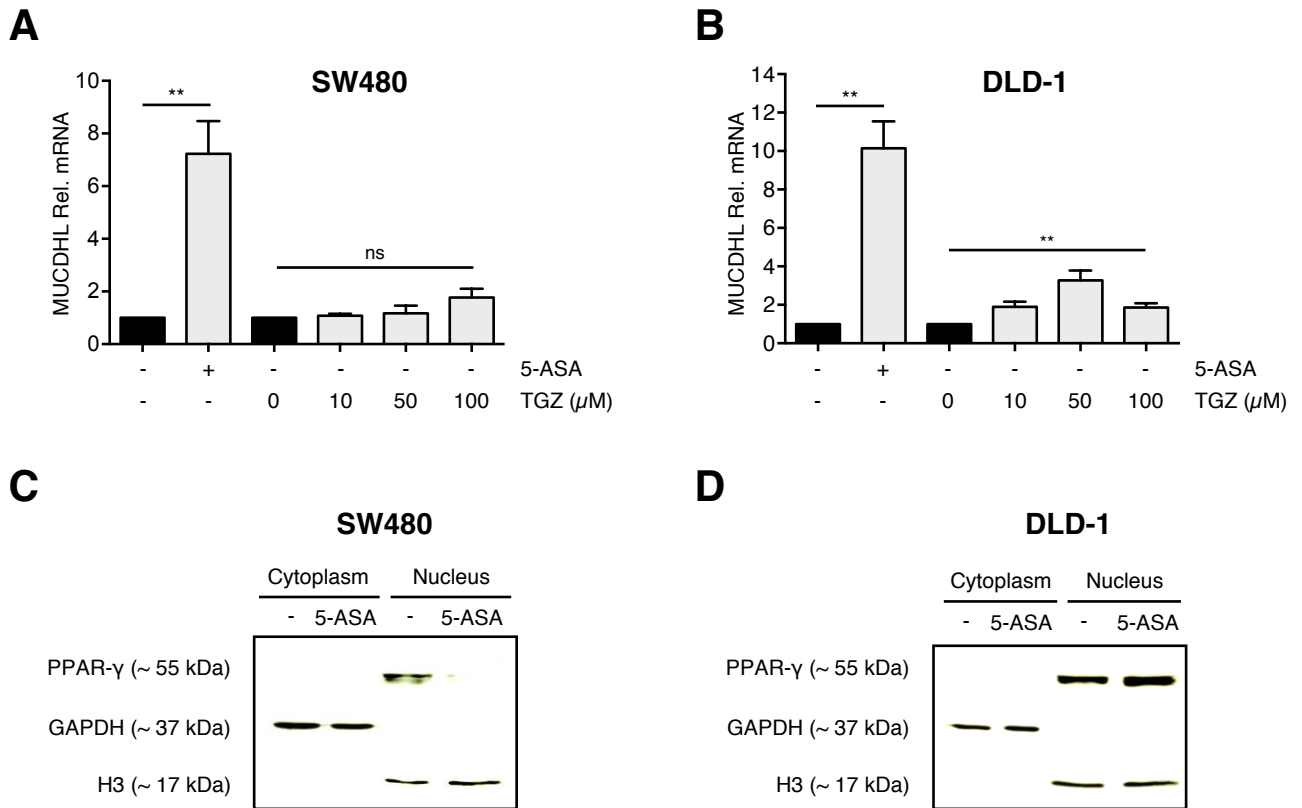 A
SW480
MUCDHL Rel. mRNA
10
8
6
4
2
0
**
ns
- + - - - - 5-ASA
- - 0 10 50 100 TGZ (µM)
B
DLD-1
MUCDHL Rel. mRNA
14
12
10
8
6
4
2
0
**
**
- + - - - - 5-ASA
- - 0 10 50 100 TGZ (µM)
C
SW480
Cytoplasm Nucleus
- 5-ASA - 5-ASA
PPAR-γ (~ 55 kDa)
GAPDH (~ 37 kDa)
H3 (~ 17 kDa)
D
DLD-1
Cytoplasm Nucleus
- 5-ASA - 5-ASA
PPAR-γ (~ 55 kDa)
GAPDH (~ 37 kDa)
H3 (~ 17 kDa)